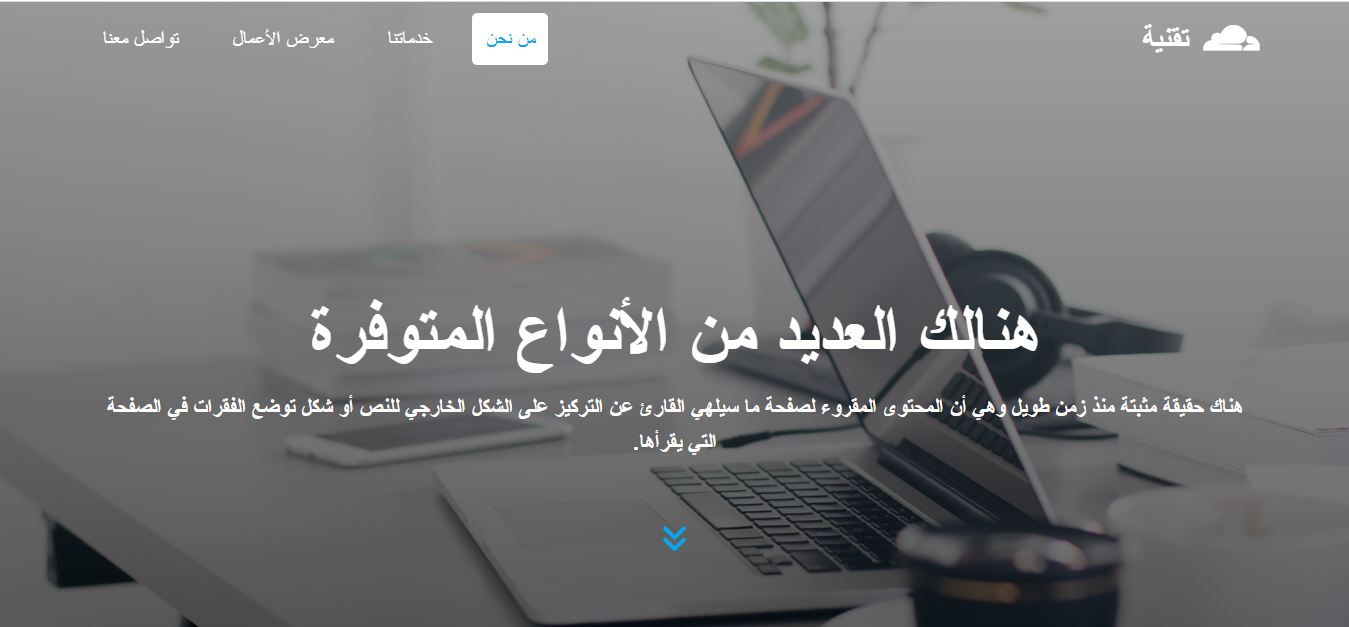 تقنية
من نحن
خدماتنا
معرض الأعمال
تواصل معنا
هنالك العديد من الأنواع المتوفرة
هناك حقيقة مثبتة منذ زمن طويل وهي أن المحتوى المقروء لصفحة ما سيلهي القارئ عن التركيز على الشكل الخارجي للنص أو شكل توضع الفقرات في الصفحة
التي يقرأها.